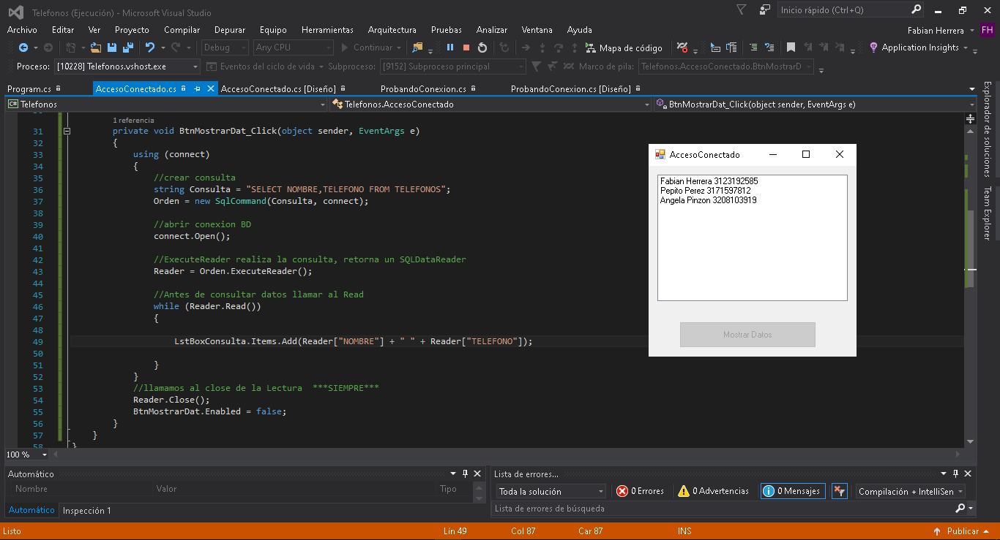 Telefonos (Ejecución) - Microsoft Visual Studio
Inicio rápido (Ctrl+Q)
Archivo Editar Ver Proyecto Compilar Depurar Equipo Herramientas Arquitectura Pruebas Analizar Ventana Ayuda
Fabian Herrera FH
Debug Any CPU Continuar Mapa de código Application Insights
Proceso: [10228] Telefonos.vshost.exe Eventos del ciclo de vida Subproceso: [9152] Subproceso principal Marco de pila: Telefonos.AccesoConectado.BtnMostrarD
Program.cs AccesoConectado.cs AccesoConectado.cs [Diseño] ProbandoConexion.cs ProbandoConexion.cs [Diseño]
C# Telefonos Telefonos.AccesoConectado BtnMostrarDat_Click(object sender, EventArgs e)
1 referencia
31 private void BtnMostrarDat_Click(object sender, EventArgs e)
32 {
33 using (connect)
34 {
35 //crear consulta
36 string Consulta = "SELECT NOMBRE,TELEFONO FROM TELEFONOS";
37 Orden = new SqlCommand(Consulta, connect);
38
39 //abrir conexion BD
40 connect.Open();
41
42 //ExecuteReader realiza la consulta, retorna un SQLDataReader
43 Reader = Orden.ExecuteReader();
44
45 //Antes de consultar datos llamar al Read
46 while (Reader.Read())
47 {
48
49 LstBoxConsulta.Items.Add(Reader["NOMBRE"] + " " + Reader["TELEFONO"]);
50
51 }
52 }
53 //llamamos al close de la Lectura ***SIEMPRE***
54 Reader.Close();
55 BtnMostrarDat.Enabled = false;
56 }
57 }
58 }
AccesoConectado
Fabian Herrera 3123192585
Pepito Perez 3171597812
Angela Pinzon 3208103919
Mostrar Datos
Explorador de soluciones
Team Explorer
100 %
Automático
Nombre Valor Tipo
Automático Inspección 1
Lista de errores...
Toda la solución 0 Errores 0 Advertencias 0 Mensajes Compilación + IntelliSen
Lista de errores de búsqueda
Listo Lín 49 Col 87 Car 87 INS Publicar